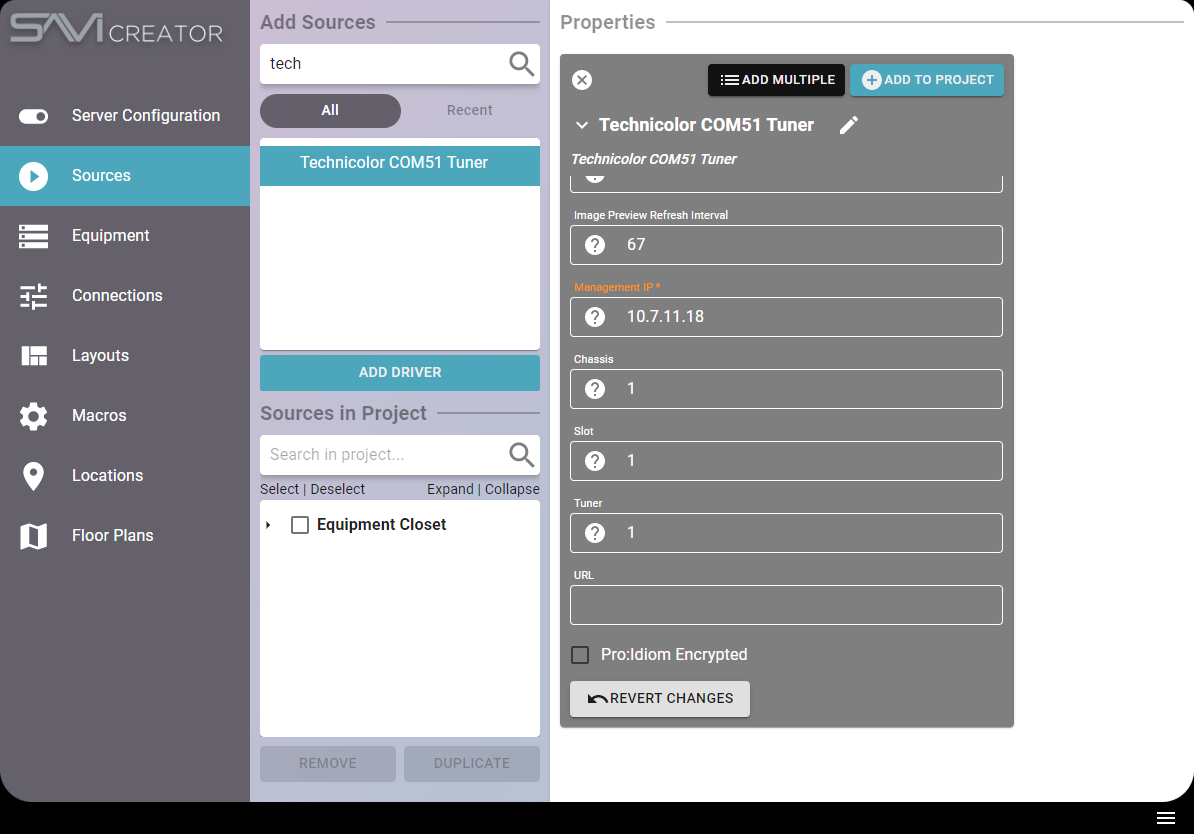 SAVI CREATOR
Server Configuration
Sources
Equipment
Connections
Layouts
Macros
Locations
Floor Plans
Add Sources
tech
All
Recent
Technicolor COM51 Tuner
ADD DRIVER
Sources in Project
Search in project...
Select | Deselect
Expand | Collapse
Equipment Closet
REMOVE
DUPLICATE
Properties
ADD MULTIPLE
ADD TO PROJECT
Technicolor COM51 Tuner
Technicolor COM51 Tuner
Image Preview Refresh Interval
67
Management IP *
10.7.11.18
Chassis
1
Slot
1
Tuner
1
URL
Pro:Idiom Encrypted
REVERT CHANGES